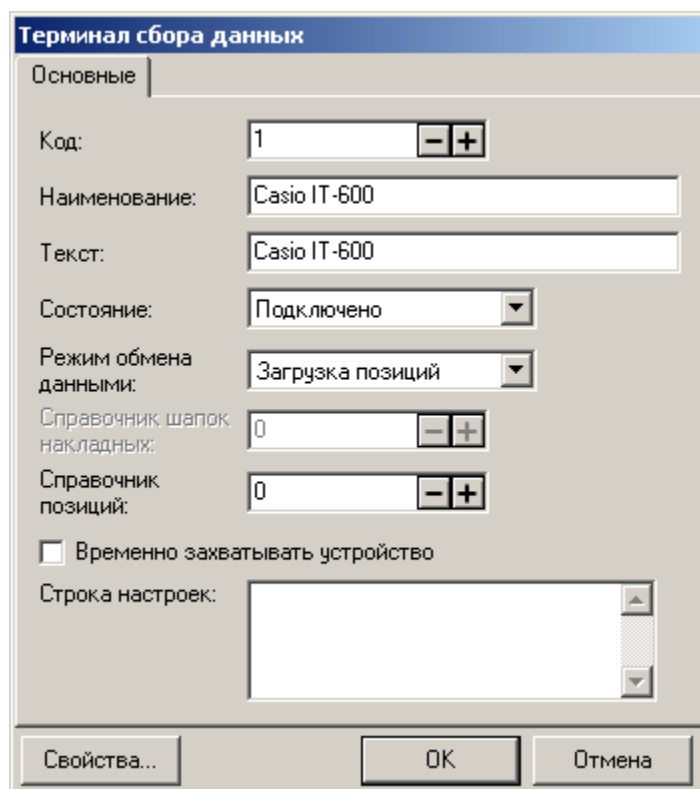 Терминал сбора данных
Основные
Код: 1
Наименование: Casio IT-600
Текст: Casio IT-600
Состояние: Подключено
Режим обмена
данными: Загрузка позиций
Справочник шапок
накладных: 0
Справочник
позиций: 0
Временно захватывать устройство
Строка настроек:
Свойства... OK Отмена